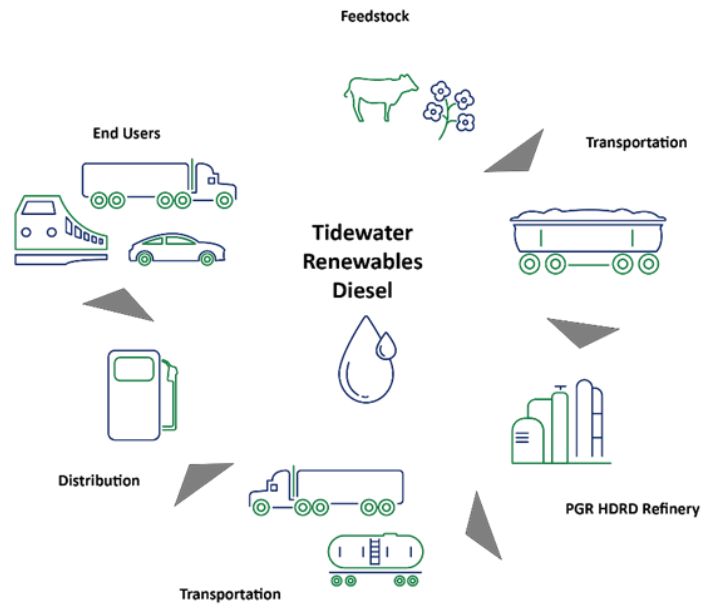 Feedstock
End Users
Transportation
Tidewater
Renewables
Diesel
Distribution
PGR HDRD Refinery
Transportation